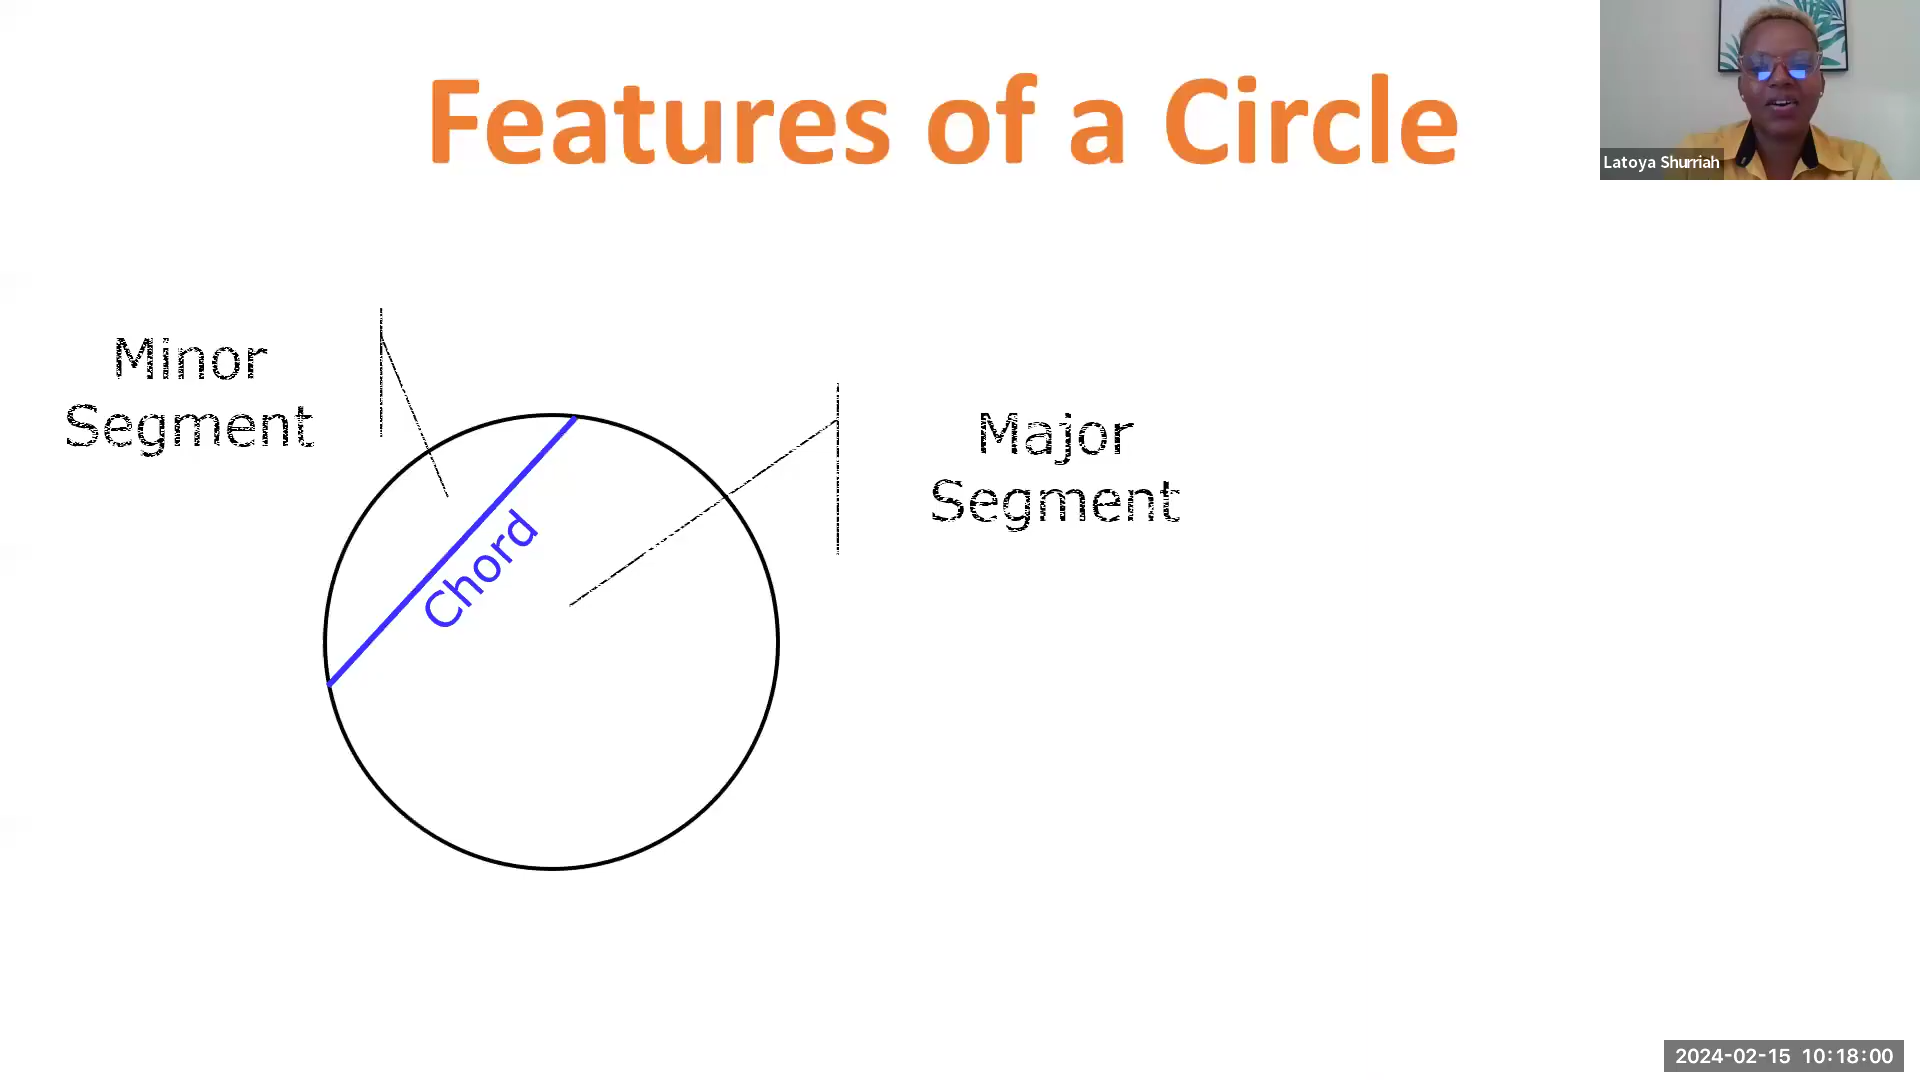 Features of a Circle
Latoya Shurriah
Minor
Segment
Major
Segment
Chord
2024-02-15 10:18:00